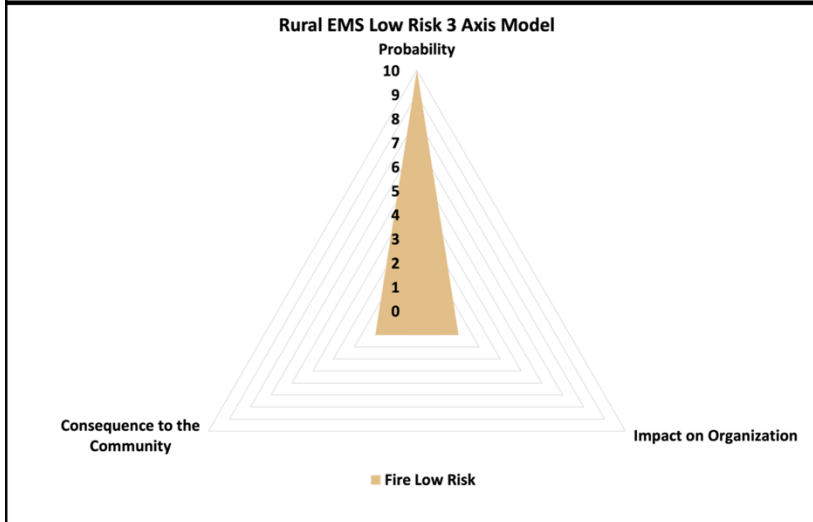 Rural EMS Low Risk 3 Axis Model
Probability
10
9
8
7
6
5
4
3
2
1
0
Consequence to the
Community
Impact on Organization
Fire Low Risk